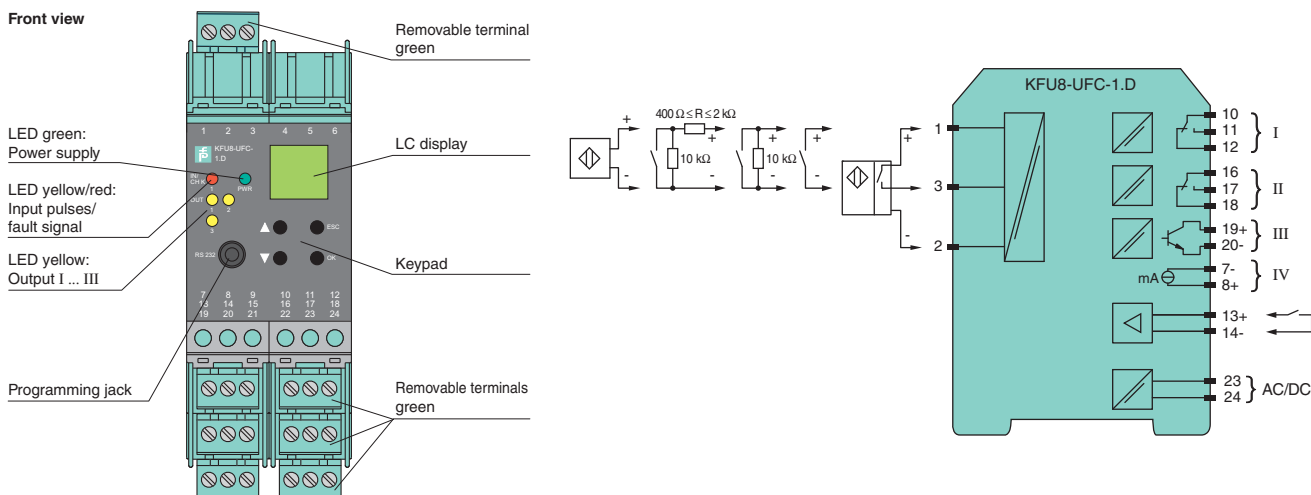 Front view
Removable terminal
green
LED green:
Power supply
LED yellow/red:
Input pulses/
fault signal
LED yellow:
Output I ... III
Programming jack
LC display
Keypad
Removable terminals
green
1 2 3 4 5 6
KFU8-UFC-
1.D
IN/
CHK
1
PWR
OUT
1 2
3
ESC
OK
RS 232
7 8 9 10 11 12
13 14 15 16 17 18
19 20 21 22 23 24
400 Ω ≤ R ≤ 2 kΩ
+ + + + +
10 kΩ 10 kΩ
- - - - -
KFU8-UFC-1.D
1
3
2
10
11
12
I
16
17
18
II
19+
20-
III
mA
7-
8+
IV
13+
14-
23
24
AC/DC